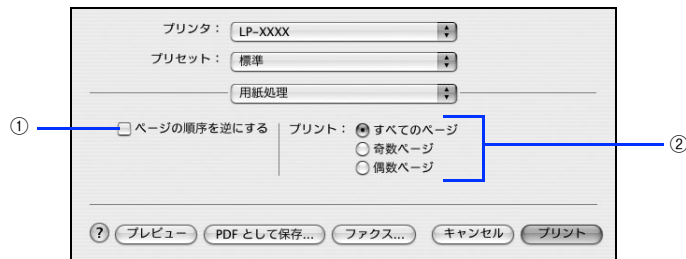 プリンタ： LP-XXXX
プリセット： 標準
用紙処理
① ページの順序を逆にする プリント： すべてのページ ②
奇数ページ
偶数ページ
? プレビュー PDF として保存... ファクス... キャンセル プリント